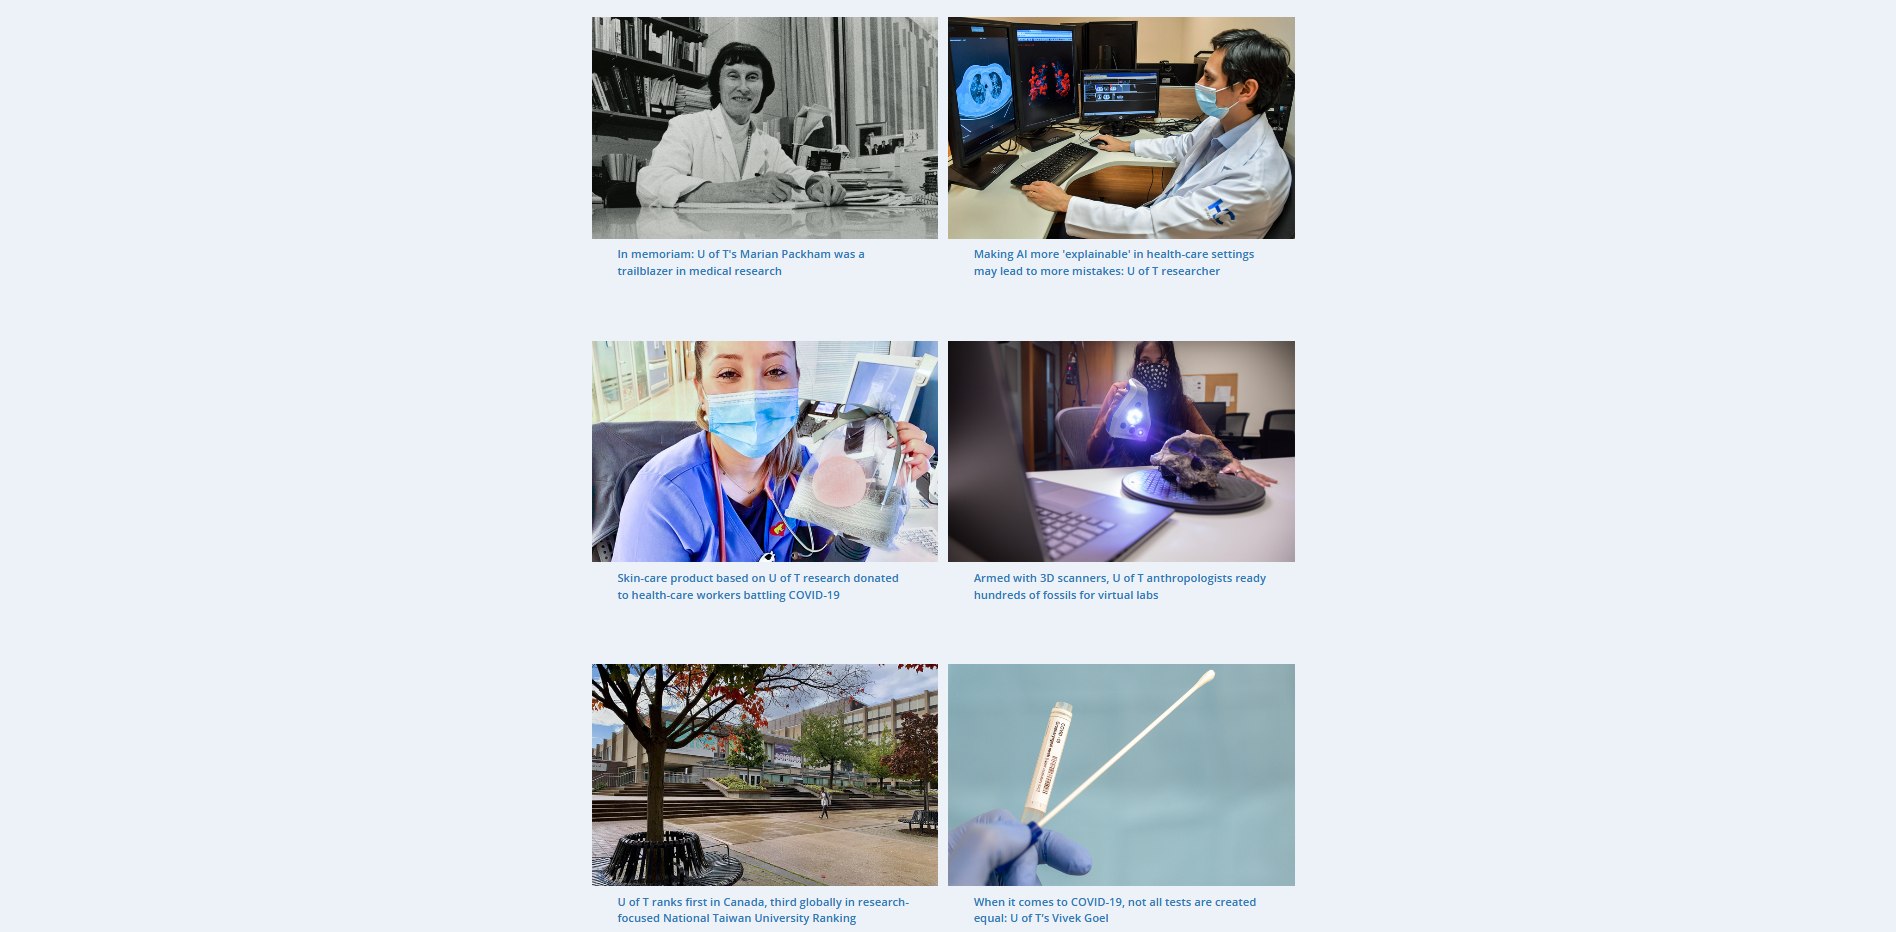 In memoriam: U of T's Marian Packham was a
trailblazer in medical research
Making AI more 'explainable' in health-care settings
may lead to more mistakes: U of T researcher
Skin-care product based on U of T research donated
to health-care workers battling COVID-19
Armed with 3D scanners, U of T anthropologists ready
hundreds of fossils for virtual labs
U of T ranks first in Canada, third globally in research-
focused National Taiwan University Ranking
When it comes to COVID-19, not all tests are created
equal: U of T's Vivek Goel